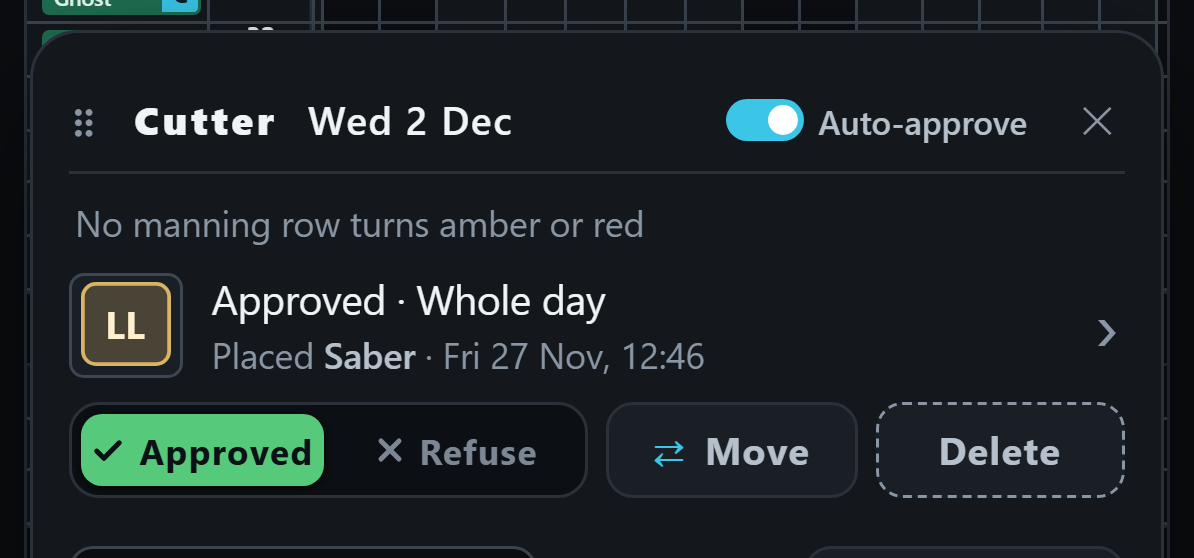 Ghost
Cutter Wed 2 Dec Auto-approve
No manning row turns amber or red
LL
Approved · Whole day
Placed Saber · Fri 27 Nov, 12:46
Approved Refuse Move Delete